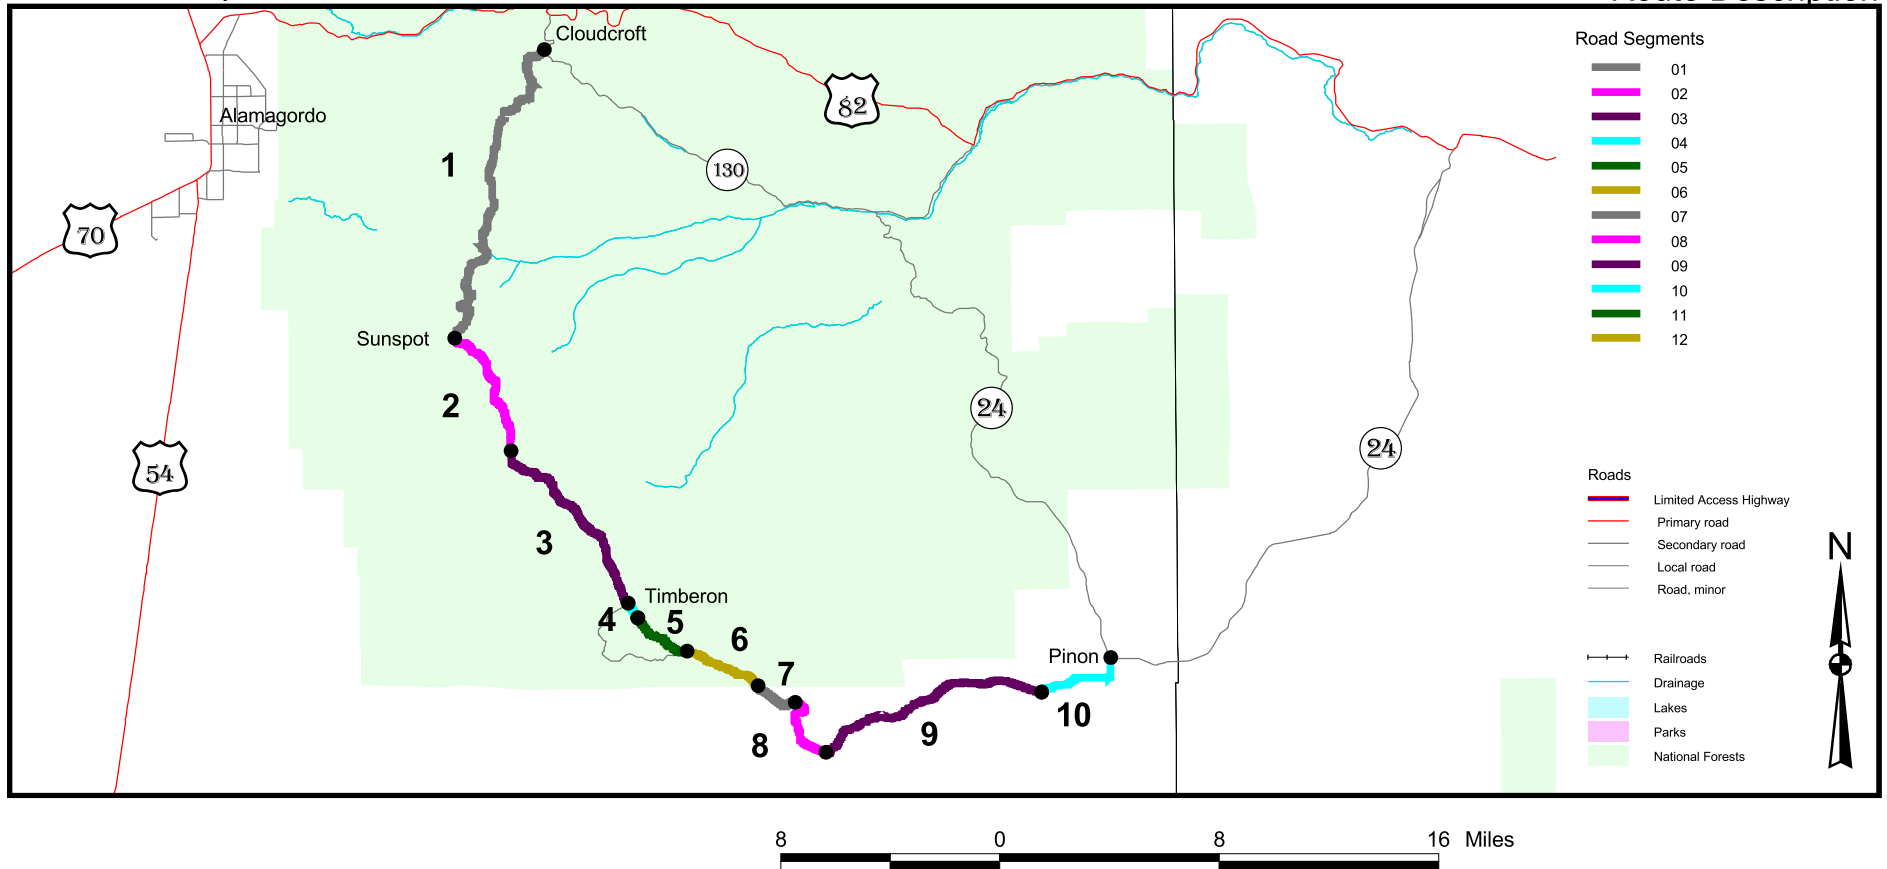 Route Description
Cloudcroft
Alamagordo
82
1
130
70
Sunspot
2
24
24
54
3
Timberon
4
5
6
7
Pinon
8
9
10
Road Segments
01
02
03
04
05
06
07
08
09
10
11
12
Roads
Limited Access Highway
Primary road
Secondary road
Local road
Road, minor
Railroads
Drainage
Lakes
Parks
National Forests
N
8 0 8 16 Miles